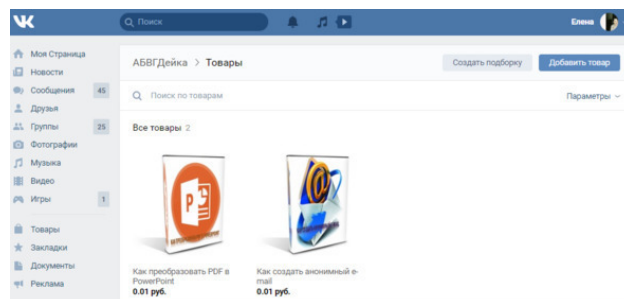 Поиск
Елена
Моя Страница
Новости
Сообщения 45
Друзья
Группы 25
Фотографии
Музыка
Видео
Игры 1
Товары
Закладки
Документы
Реклама
АБВГДейка > Товары
Создать подборку
Добавить товар
Поиск по товарам
Параметры
Все товары 2
P
@
Как преобразовать PDF в
PowerPoint
0.01 руб.
Как создать анонимный e-
mail
0.01 руб.